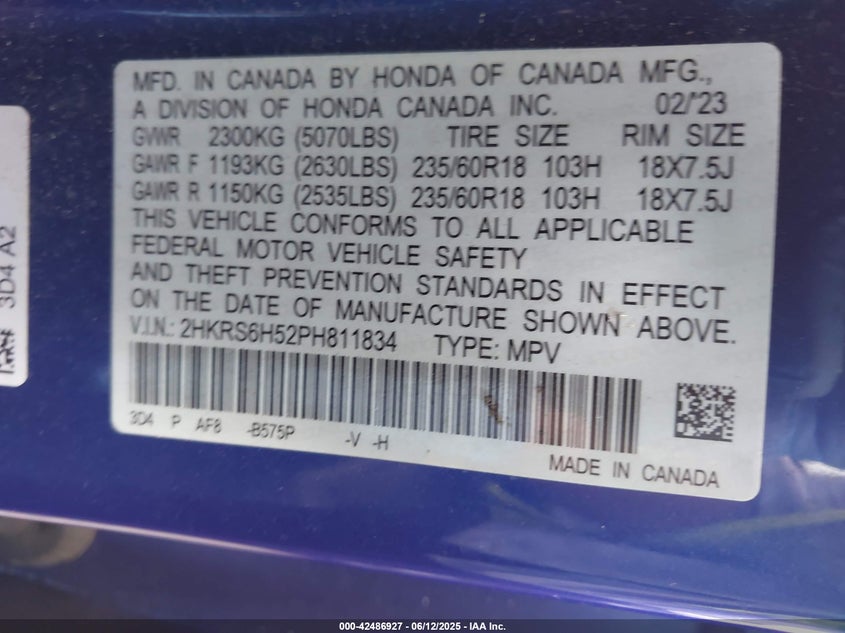 MFD. IN CANADA BY HONDA OF CANADA MFG.,
A DIVISION OF HONDA CANADA INC. 02/'23
GVWR 2300KG (5070LBS) TIRE SIZE RIM SIZE
GAWR F 1193KG (2630LBS) 235/60R18 103H 18X7.5J
GAWR R 1150KG (2535LBS) 235/60R18 103H 18X7.5J
THIS VEHICLE CONFORMS TO ALL APPLICABLE
FEDERAL MOTOR VEHICLE SAFETY
AND THEFT PREVENTION STANDARDS IN EFFECT
ON THE DATE OF MANUFACTURE SHOWN ABOVE.
V.I.N.: 2HKRS6H52PH811834 TYPE: MPV
3D4 P AF8 -B575P -V -H
MADE IN CANADA
3D4 A2
000-42486927 - 06/12/2025 - IAA Inc.